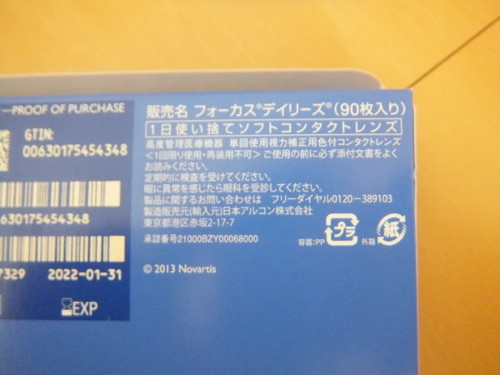 —PROOF OF PURCHASE
GTIN:
00630175454348
0630175454348
7329 2022-01-31
EXP
販売名 フォーカス®デイリーズ®(90枚入り)
1日使い捨てソフトコンタクトレンズ
高度管理医療機器 単回使用視力補正用色付コンタクトレンズ
<1回限り使用・再装用不可> ご使用の前に必ず添付文書をよく
お読みください。
定期的に検査を受けてください。
眼に異常を感じたら眼科を受診してください。
製品に関するお問い合わせは フリーダイヤル0120-389103
製造販売元(輸入元)日本アルコン株式会社
東京都港区赤坂2-17-7
承認番号21000BZY00068000
容器:PP プラ 外箱 紙
© 2013 Novartis